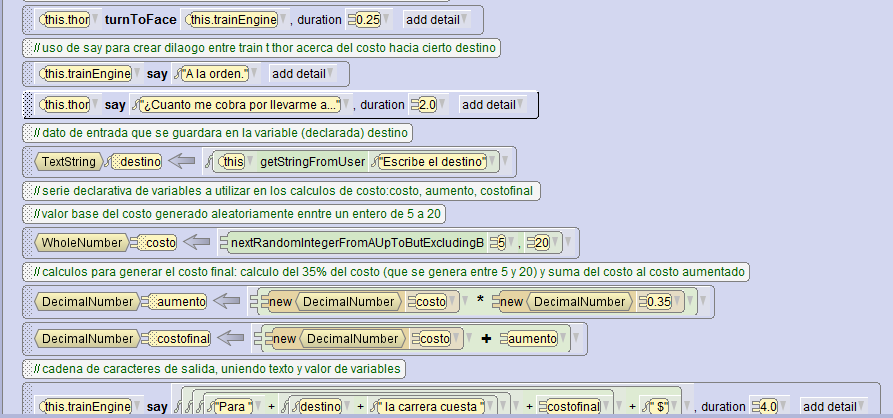 this.thor turnToFace this.trainEngine , duration 0.25 add detail
// uso de say para crear dilaogo entre train t thor acerca del costo hacia cierto destino
this.trainEngine say "A la orden." add detail
this.thor say "¿Cuanto me cobra por llevarme a..." , duration 2.0 add detail
// dato de entrada que se guardara en la variable (declarada) destino
TextString destino this getStringFromUser "Escribe el destino"
// serie declarativa de variables a utilizar en los calculos de costo:costo, aumento, costofinal
//valor base del costo generado aleatoriamente enntre un entero de 5 a 20
WholeNumber costo nextRandomIntegerFromAUpToButExcludingB 5 , 20
// calculos para generar el costo final: calculo del 35% del costo (que se genera entre 5 y 20) y suma del costo al costo aumentado
DecimalNumber aumento new DecimalNumber costo * new DecimalNumber 0.35
DecimalNumber costofinal new DecimalNumber costo + aumento
// cadena de caracteres de salida, uniendo texto y valor de variables
this.trainEngine say "Para " + destino + " la carrera cuesta " + costofinal + " $" , duration 4.0 add detail